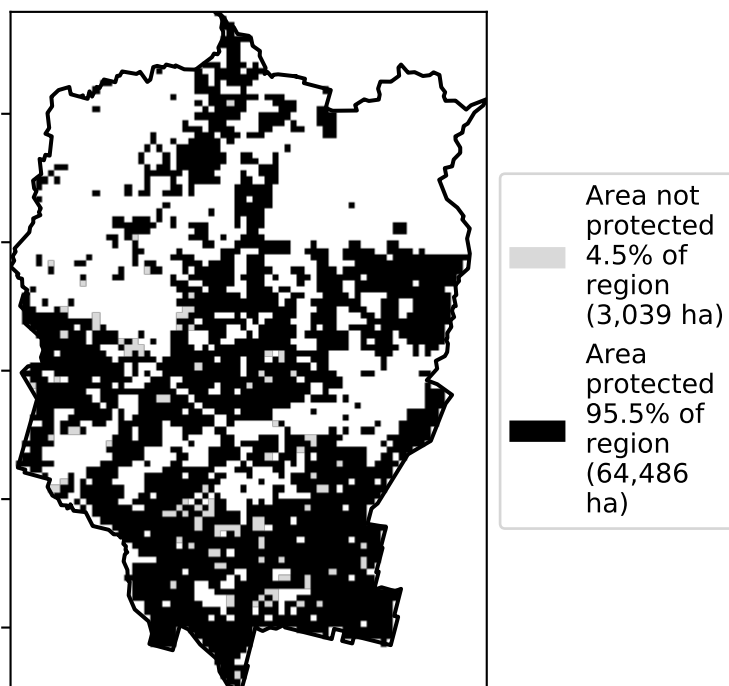 Area not
protected
4.5% of
region
(3,039 ha)
Area
protected
95.5% of
region
(64,486
ha)